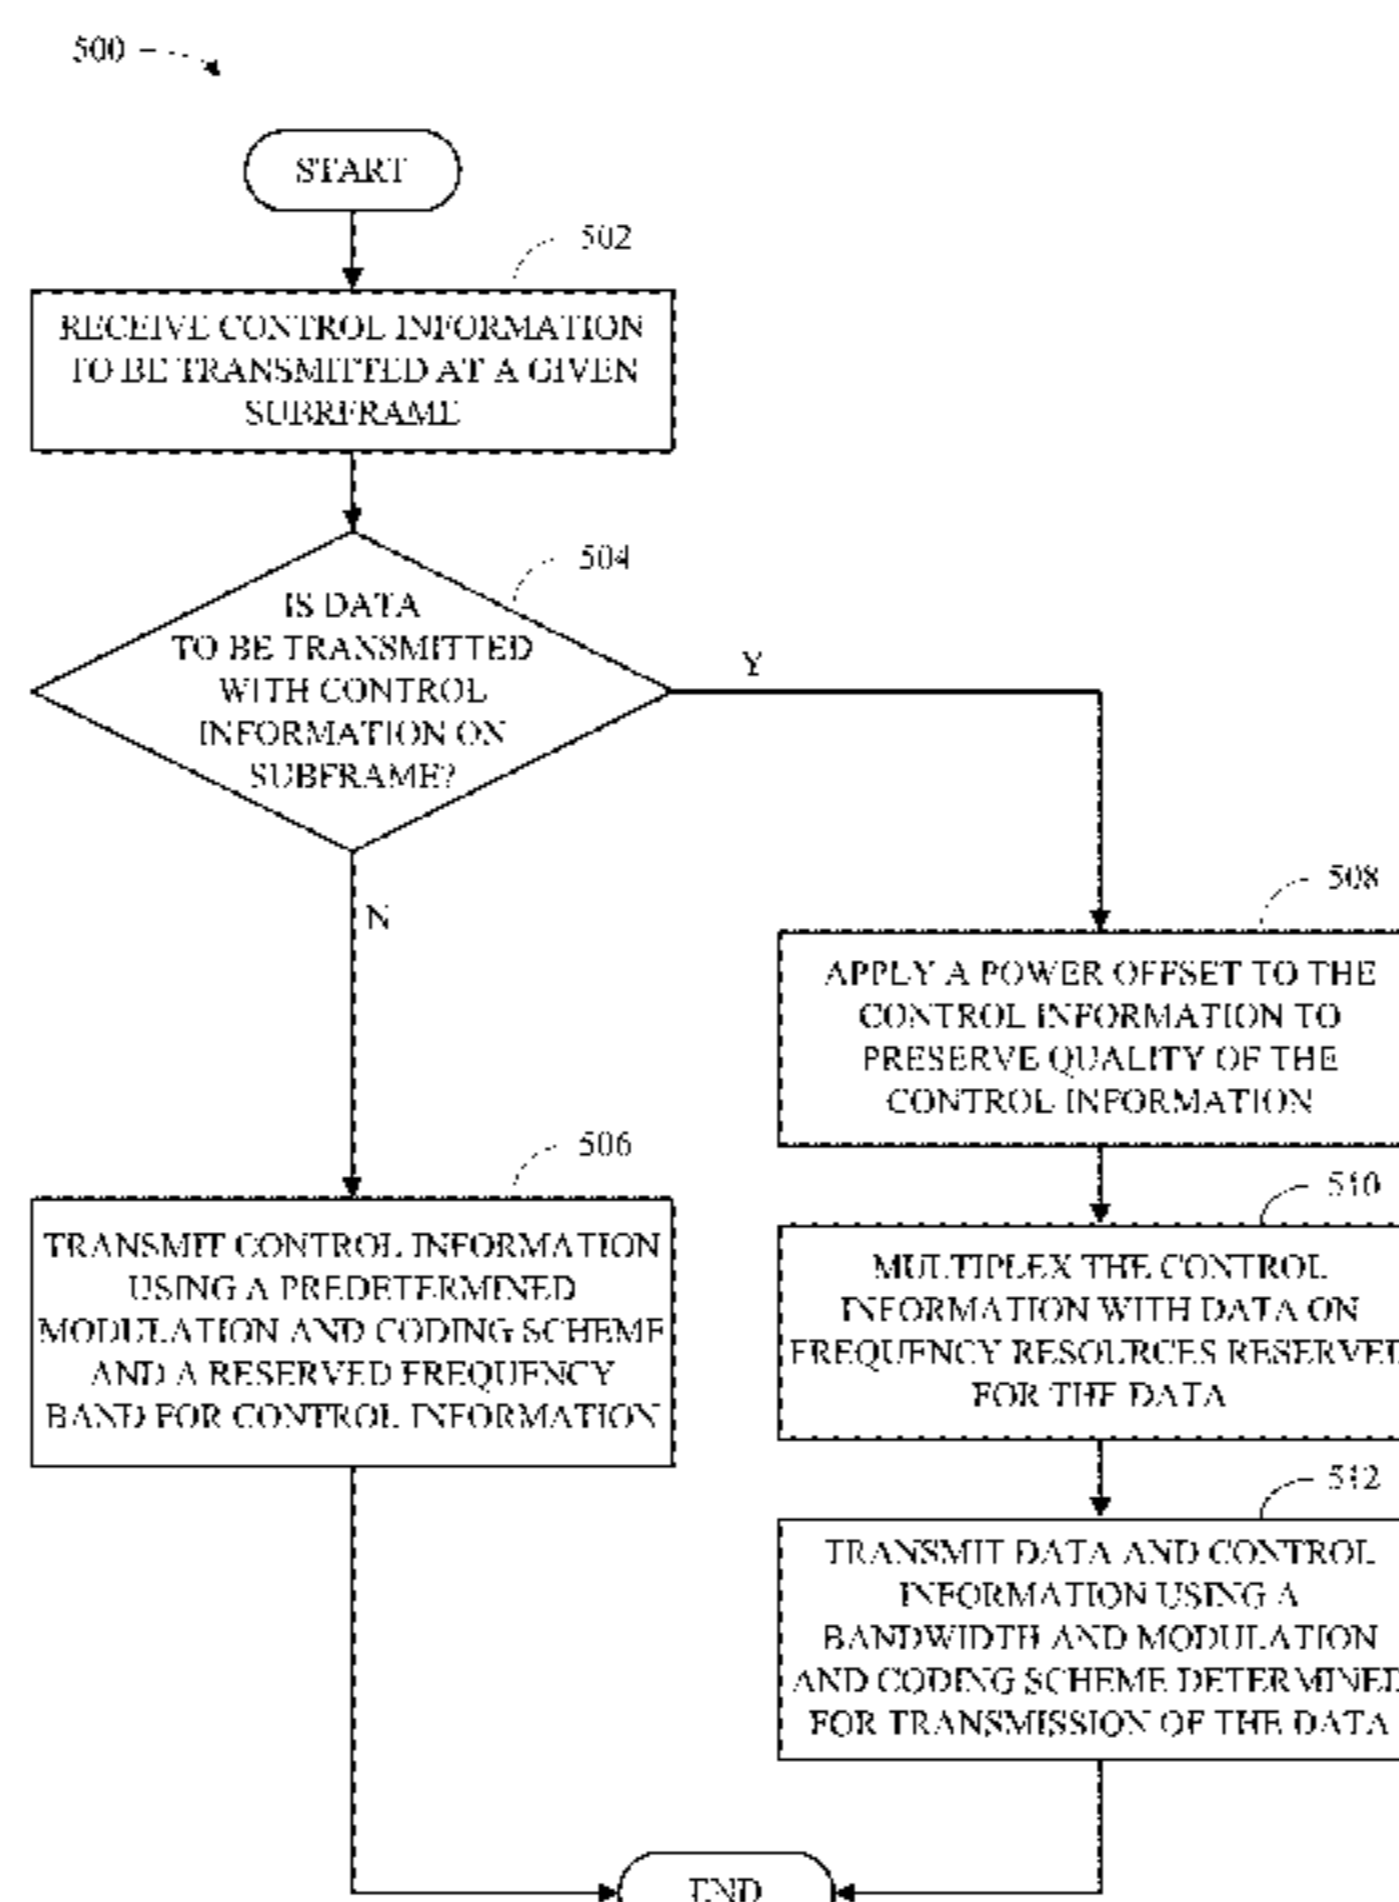 500
START
502
RECEIVE CONTROL INFORMATION
TO BE TRANSMITTED AT A GIVEN
SUBRFRAME
504
IS DATA
TO BE TRANSMITTED
WITH CONTROL
INFORMATION ON
SUBFRAME?
Y
N
508
APPLY A POWER OFFSET TO THE
CONTROL INFORMATION TO
PRESERVE QUALITY OF THE
CONTROL INFORMATION
506
TRANSMIT CONTROL INFORMATION
USING A PREDETERMINED
MODULATION AND CODING SCHEME
AND A RESERVED FREQUENCY
BAND FOR CONTROL INFORMATION
510
MULTIPLEX THE CONTROL
INFORMATION WITH DATA ON
FREQUENCY RESOURCES RESERVED
FOR THE DATA
512
TRANSMIT DATA AND CONTROL
INFORMATION USING A
BANDWIDTH AND MODULATION
AND CODING SCHEME DETERMINED
FOR TRANSMISSION OF THE DATA
END